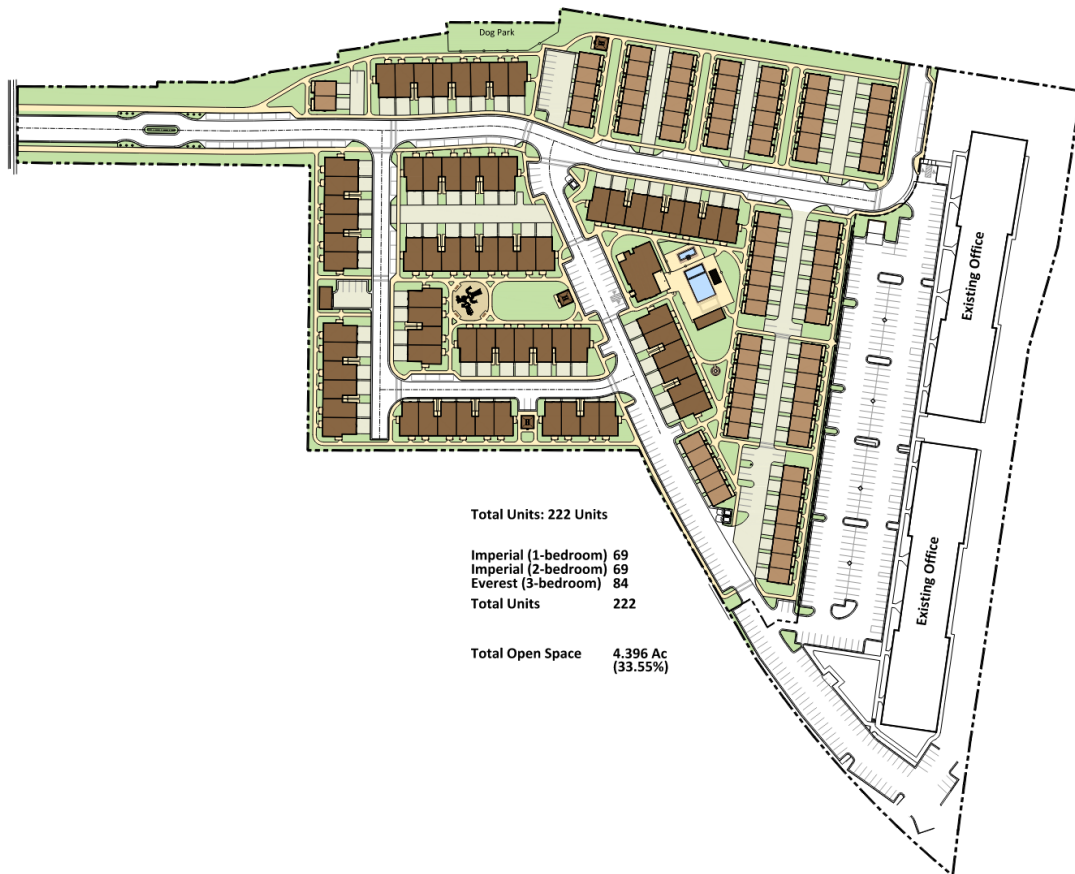 Dog Park
Existing Office
Existing Office
Total Units: 222 Units
Imperial (1-bedroom) 69
Imperial (2-bedroom) 69
Everest (3-bedroom) 84
Total Units 222
Total Open Space 4.396 Ac
(33.55%)